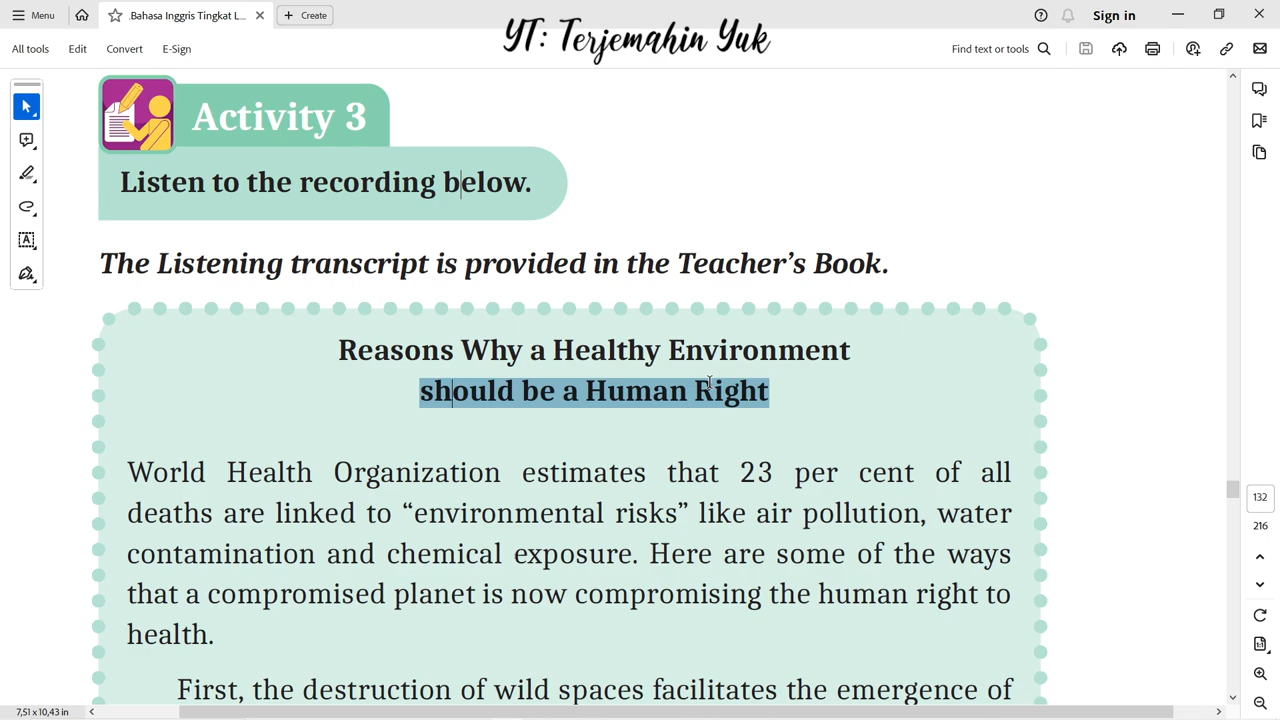 Menu
.Bahasa Inggris Tingkat L...
Create
Sign in
All tools
Edit
Convert
E-Sign
YT: Terjemahin Yuk
Find text or tools
Activity 3
Listen to the recording below.
The Listening transcript is provided in the Teacher's Book.
Reasons Why a Healthy Environment
should be a Human Right
World Health Organization estimates that 23 per cent of all
deaths are linked to “environmental risks” like air pollution, water
contamination and chemical exposure. Here are some of the ways
that a compromised planet is now compromising the human right to
health.
First, the destruction of wild spaces facilitates the emergence of
132
216
7,51 x 10,43 in